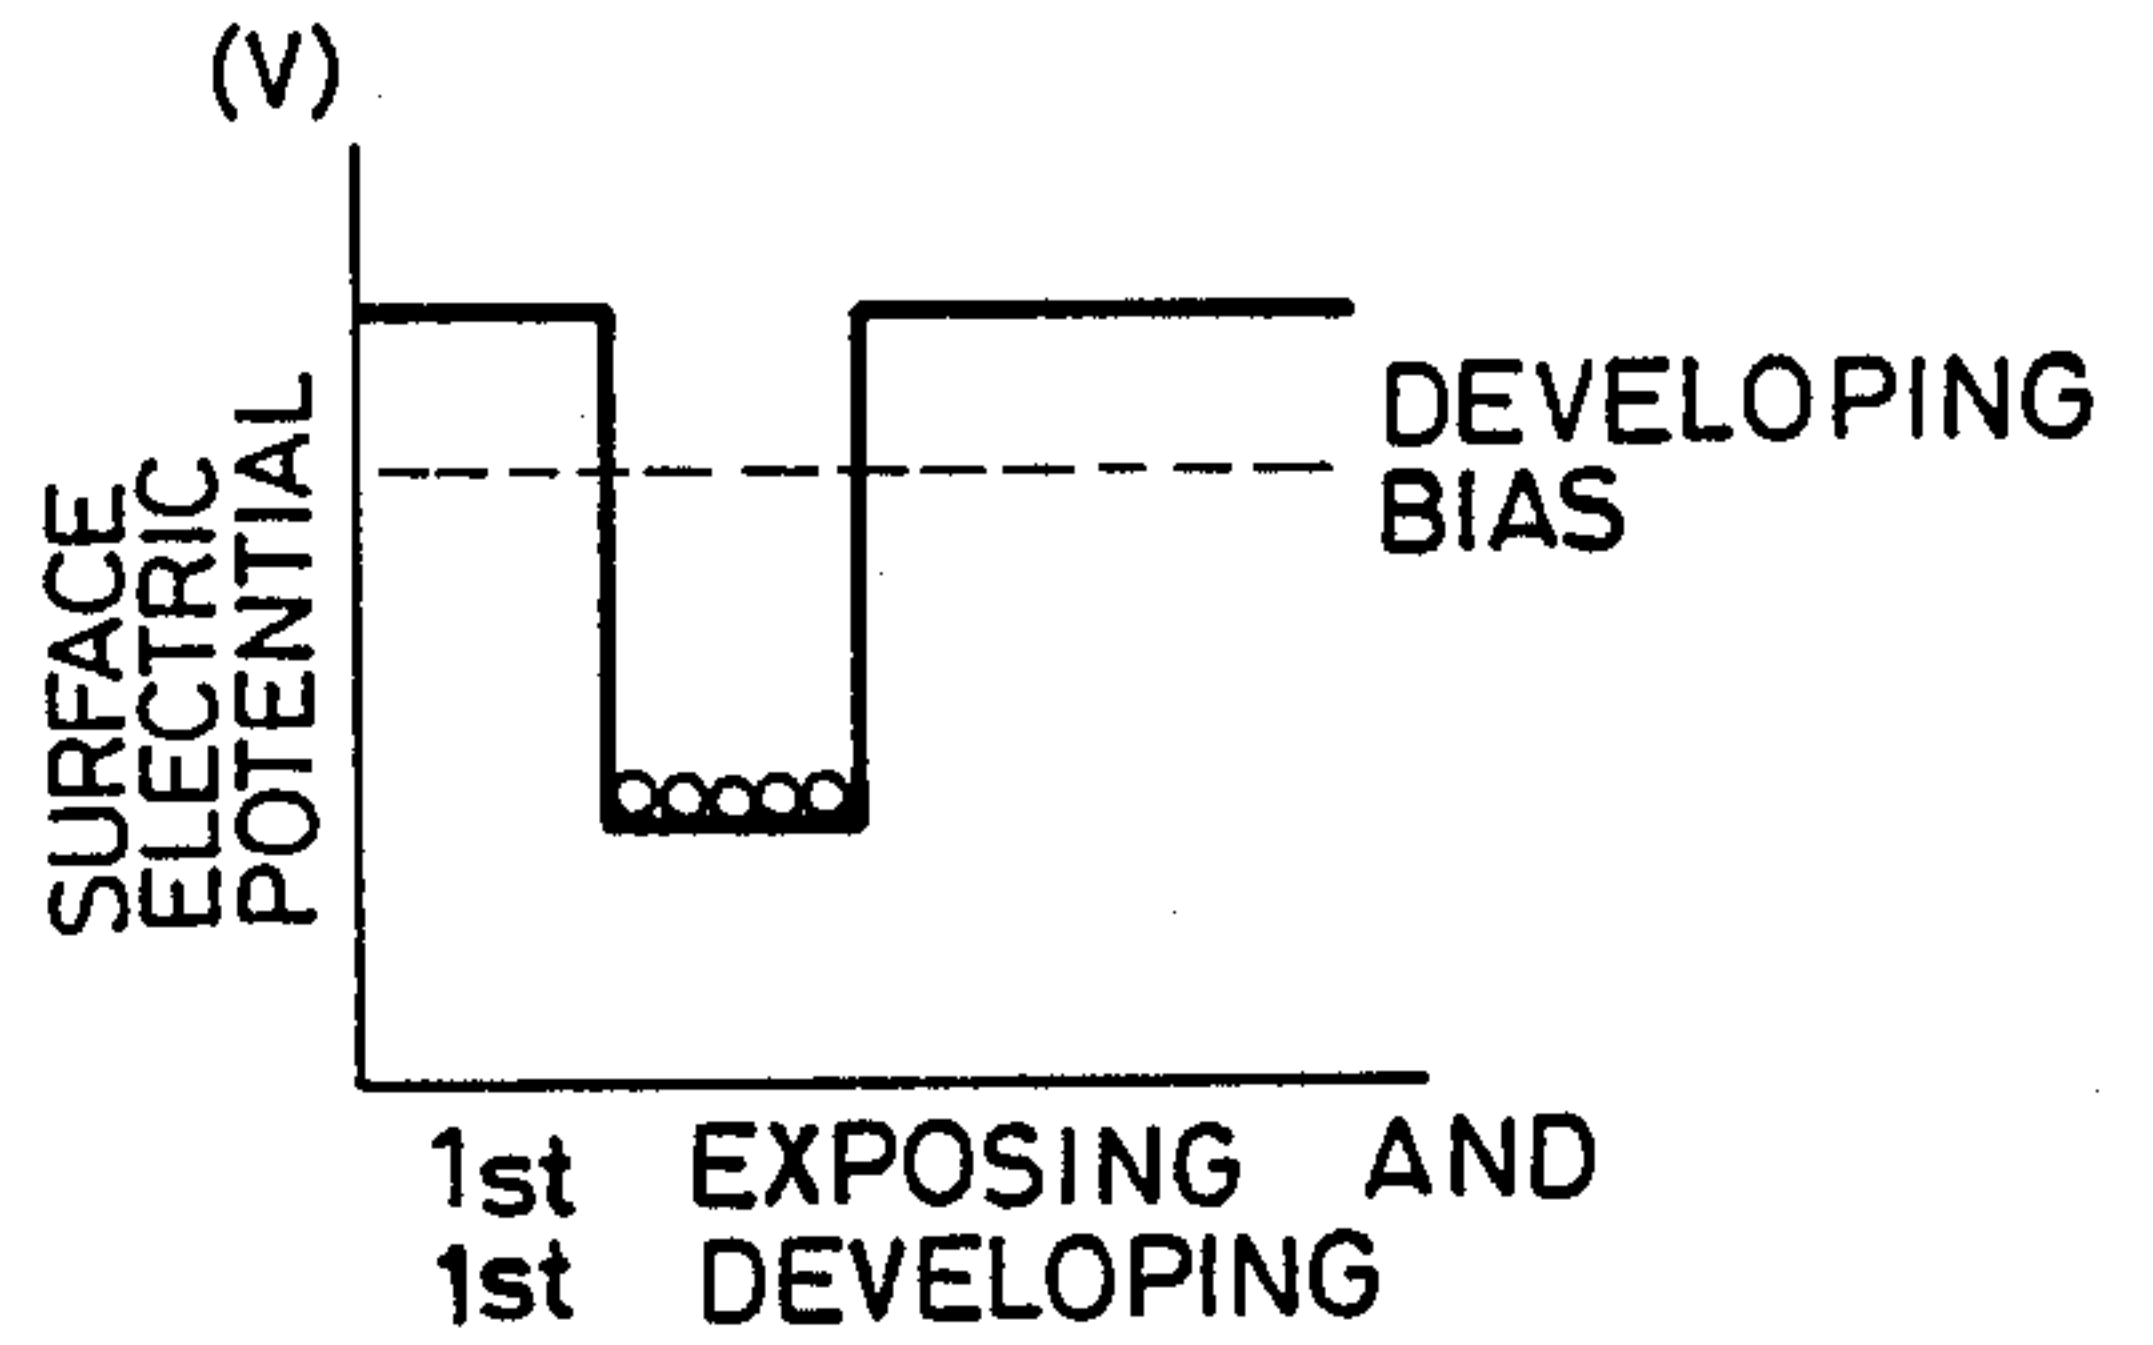 (V)
SURFACE
ELECTRIC
POTENTIAL
DEVELOPING
BIAS
1st EXPOSING AND
1st DEVELOPING